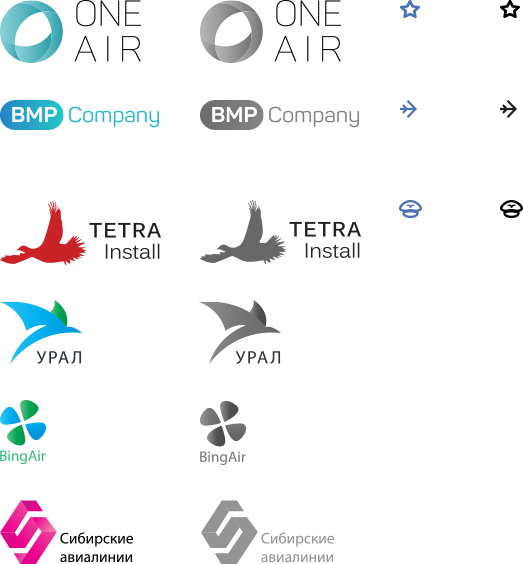 ONE
AIR
ONE
AIR
BMP Company
BMP Company
TETRA
Install
TETRA
Install
УРАЛ
УРАЛ
BingAir
BingAir
Сибирские
авиалинии
Сибирские
авиалинии